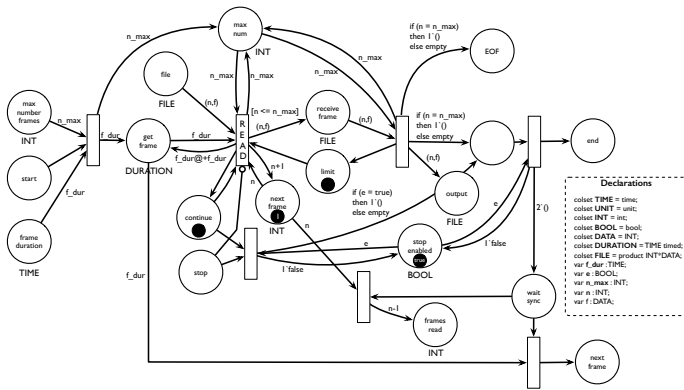 max
num
INT
n_max
n_max
n_max
n_max
n_max
if (n = n_max)
then 1`()
else empty
EOF
file
FILE
max
number
frames
INT
n_max
start
f_dur
frame
duration
TIME
f_dur
get
frame
DURATION
f_dur
f_dur@+f_dur
(n,f)
R
E
A
D
[n <= n_max]
(n,f)
receive
frame
FILE
(n,f)
limit
if (n = n_max)
then 1`()
else empty
(n,f)
output
FILE
end
n+1
n
next
frame
1
INT
continue
stop
if (e = true)
then 1`()
else empty
n
e
1`false
stop
enabled
true
BOOL
e
1`false
2`()
wait
sync
n-1
frames
read
INT
f_dur
next
frame
Declarations
colset TIME = time;
colset UNIT = unit;
colset INT = int;
colset BOOL = bool;
colset DATA = INT;
colset DURATION = TIME timed;
colset FILE = product INT*DATA;
var f_dur : TIME;
var e : BOOL;
var n_max : INT;
var n : INT;
var f : DATA;